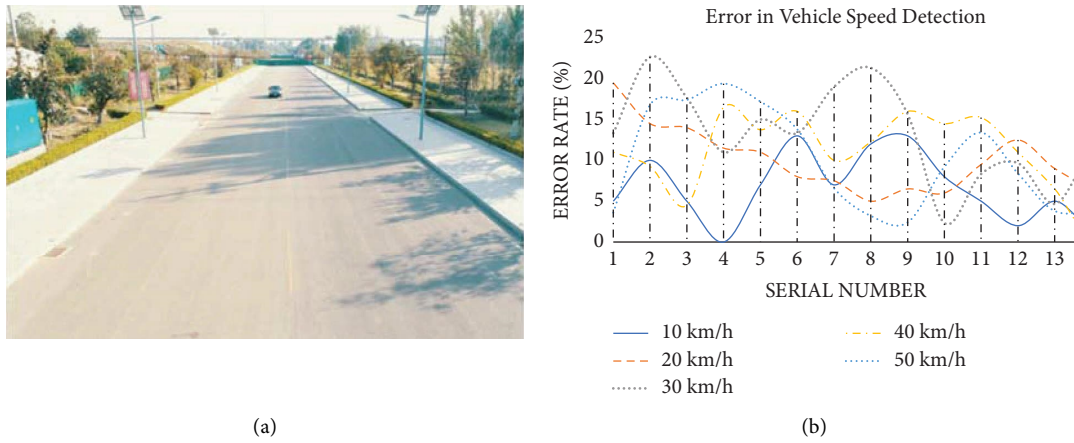 Error in Vehicle Speed Detection
25
20
15
10
5
0
ERROR RATE (%)
1 2 3 4 5 6 7 8 9 10 11 12 13
SERIAL NUMBER
10 km/h
40 km/h
20 km/h
50 km/h
30 km/h
(a)
(b)